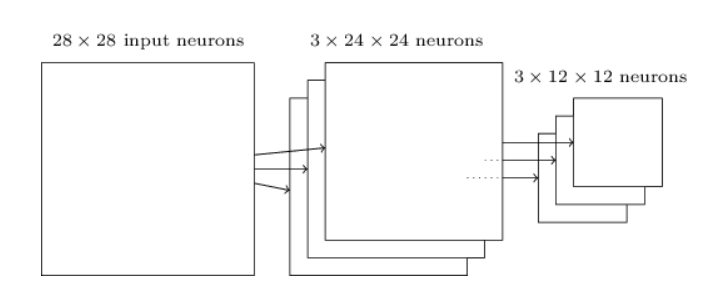 28 × 28 input neurons
3 × 24 × 24 neurons
3 × 12 × 12 neurons